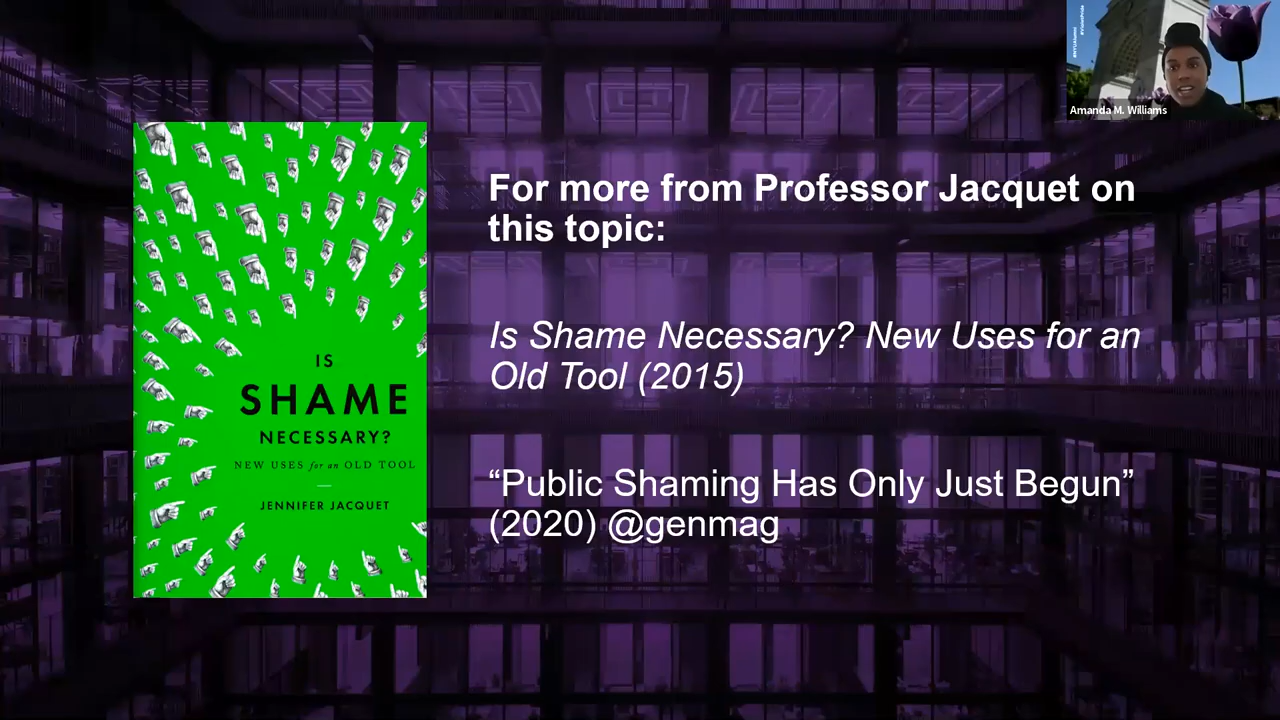 Amanda M. Williams
For more from Professor Jacquet on
this topic:
Is Shame Necessary? New Uses for an
Old Tool (2015)
“Public Shaming Has Only Just Begun”
(2020) @genmag
IS
SHAME
NECESSARY?
NEW USES for an OLD TOOL
JENNIFER JACQUET